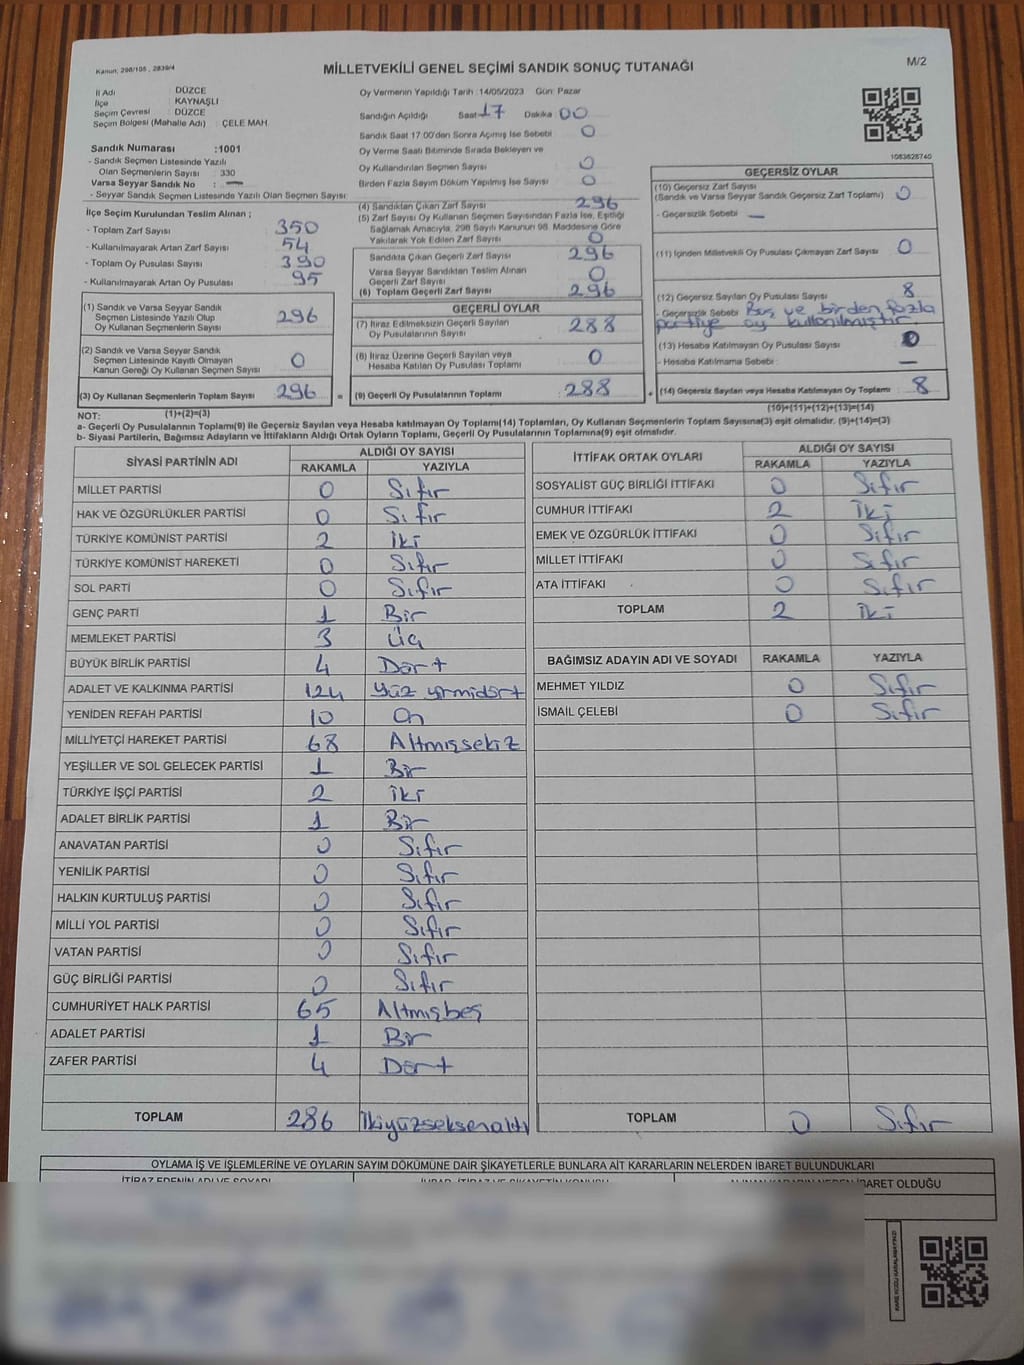 Kanun: 298/105 , 2839/4
MİLLETVEKİLİ GENEL SEÇİMİ SANDIK SONUÇ TUTANAĞI
M/2
İl Adı : DÜZCE
İlçe : KAYNAŞLI
Seçim Çevresi : DÜZCE
Seçim Bölgesi (Mahalle Adı) : ÇELE MAH.
Sandık Numarası :1001
- Sandık Seçmen Listesinde Yazılı
Olan Seçmenlerin Sayısı : 330
Varsa Seyyar Sandık No : —
- Seyyar Sandık Seçmen Listesinde Yazılı Olan Seçmen Sayısı:
İlçe Seçim Kurulundan Teslim Alınan ;
- Toplam Zarf Sayısı 350
- Kullanılmayarak Artan Zarf Sayısı 54
- Toplam Oy Pusulası Sayısı 390
- Kullanılmayarak Artan Oy Pusulası 95
(1) Sandık ve Varsa Seyyar Sandık
Seçmen Listesinde Yazılı Olup
Oy Kullanan Seçmenlerin Sayısı 296
(2) Sandık ve Varsa Seyyar Sandık
Seçmen Listesinde Kayıtlı Olmayan
Kanun Gereği Oy Kullanan Seçmen Sayısı 0
(3) Oy Kullanan Seçmenlerin Toplam Sayısı 296 =
Oy Vermenin Yapıldığı Tarih :14/05/2023 Gün: Pazar
Sandığın Açıldığı Saat 17 Dakika 00
Sandık Saat 17:00'den Sonra Açılmış İse Sebebi 0
Oy Verme Saati Bitiminde Sırada Bekleyen ve
Oy Kullandırılan Seçmen Sayısı 0
Birden Fazla Sayım Döküm Yapılmış İse Sayısı 0
(4) Sandıktan Çıkan Zarf Sayısı 296
(5) Zarf Sayısı Oy Kullanan Seçmen Sayısından Fazla İse, Eşitliği
Sağlamak Amacıyla, 298 Sayılı Kanunun 98. Maddesine Göre
Yakılarak Yok Edilen Zarf Sayısı 0
Sandıkta Çıkan Geçerli Zarf Sayısı 296
Varsa Seyyar Sandıktan Teslim Alınan
Geçerli Zarf Sayısı 0
(6) Toplam Geçerli Zarf Sayısı 296
GEÇERLİ OYLAR
(7) İtiraz Edilmeksizin Geçerli Sayılan
Oy Pusulasının Sayısı 288
(8) İtiraz Üzerine Geçerli Sayılan veya
Hesaba Katılan Oy Pusulası Toplamı 0
(9) Geçerli Oy Pusulalarının Toplamı 288 +
1083628740
GEÇERSİZ OYLAR
(10) Geçersiz Zarf Sayısı
(Sandık ve Varsa Seyyar Sandık Geçersiz Zarf Toplamı) 0
- Geçersizlik Sebebi —
(11) İçinden Milletvekili Oy Pusulası Çıkmayan Zarf Sayısı 0
(12) Geçersiz Sayılan Oy Pusulası Sayısı 8
- Geçersizlik Sebebi Boş ve birden fazla
partiye oy kullanılmıştır.
(13) Hesaba Katılmayan Oy Pusulası Sayısı 0
- Hesaba Katılmama Sebebi —
(14) Geçersiz Sayılan veya Hesaba Katılmayan Oy Toplamı 8
NOT: (1)+(2)=(3)
(10)+(11)+(12)+(13)=(14)
a- Geçerli Oy Pusulalarının Toplamı(9) ile Geçersiz Sayılan veya Hesaba katılmayan Oy Toplamı(14) Toplamları, Oy Kullanan Seçmenlerin Toplam Sayısına(3) eşit olmalıdır. (9)+(14)=(3)
b- Siyasi Partilerin, Bağımsız Adayların ve İttifakların Aldığı Ortak Oyların Toplamı, Geçerli Oy Pusulalarının Toplamına(9) eşit olmalıdır.
SİYASİ PARTİNİN ADI ALDIĞI OY SAYISI
RAKAMLA YAZIYLA
MİLLET PARTİSİ 0 Sıfır
HAK VE ÖZGÜRLÜKLER PARTİSİ 0 Sıfır
TÜRKİYE KOMÜNİST PARTİSİ 2 İki
TÜRKİYE KOMÜNİST HAREKETİ 0 Sıfır
SOL PARTİ 0 Sıfır
GENÇ PARTİ 1 Bir
MEMLEKET PARTİSİ 3 Üç
BÜYÜK BİRLİK PARTİSİ 4 Dört
ADALET VE KALKINMA PARTİSİ 124 Yüz yirmidört
YENİDEN REFAH PARTİSİ 10 On
MİLLİYETÇİ HAREKET PARTİSİ 68 Altmışsekiz
YEŞİLLER VE SOL GELECEK PARTİSİ 1 Bir
TÜRKİYE İŞÇİ PARTİSİ 2 İki
ADALET BİRLİK PARTİSİ 1 Bir
ANAVATAN PARTİSİ 0 Sıfır
YENİLİK PARTİSİ 0 Sıfır
HALKIN KURTULUŞ PARTİSİ 0 Sıfır
MİLLİ YOL PARTİSİ 0 Sıfır
VATAN PARTİSİ 0 Sıfır
GÜÇ BİRLİĞİ PARTİSİ 0 Sıfır
CUMHURİYET HALK PARTİSİ 65 Altmışbeş
ADALET PARTİSİ 1 Bir
ZAFER PARTİSİ 4 Dört
TOPLAM 286 İkiyüzseksenaltı
İTTİFAK ORTAK OYLARI ALDIĞI OY SAYISI
RAKAMLA YAZIYLA
SOSYALİST GÜÇ BİRLİĞİ İTTİFAKI 0 Sıfır
CUMHUR İTTİFAKI 2 İki
EMEK VE ÖZGÜRLÜK İTTİFAKI 0 Sıfır
MİLLET İTTİFAKI 0 Sıfır
ATA İTTİFAKI 0 Sıfır
TOPLAM 2 İki
BAĞIMSIZ ADAYIN ADI VE SOYADI RAKAMLA YAZIYLA
MEHMET YILDIZ 0 Sıfır
İSMAİL ÇELEBİ 0 Sıfır
TOPLAM 0 Sıfır
OYLAMA İŞ VE İŞLEMLERİNE VE OYLARIN SAYIM DÖKÜMÜNE DAİR ŞİKAYETLERLE BUNLARA AİT KARARLARIN NELERDEN İBARET BULUNDUKLARI
İTİRAZ EDENİN ADI VE SOYADI
İBARET OLDUĞU